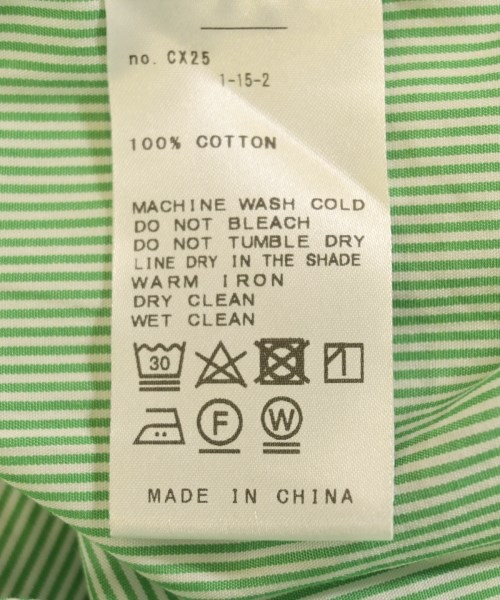 no. CX25
1-15-2
100% COTTON
MACHINE WASH COLD
DO NOT BLEACH
DO NOT TUMBLE DRY
LINE DRY IN THE SHADE
WARM IRON
DRY CLEAN
WET CLEAN
30
F W
MADE IN CHINA